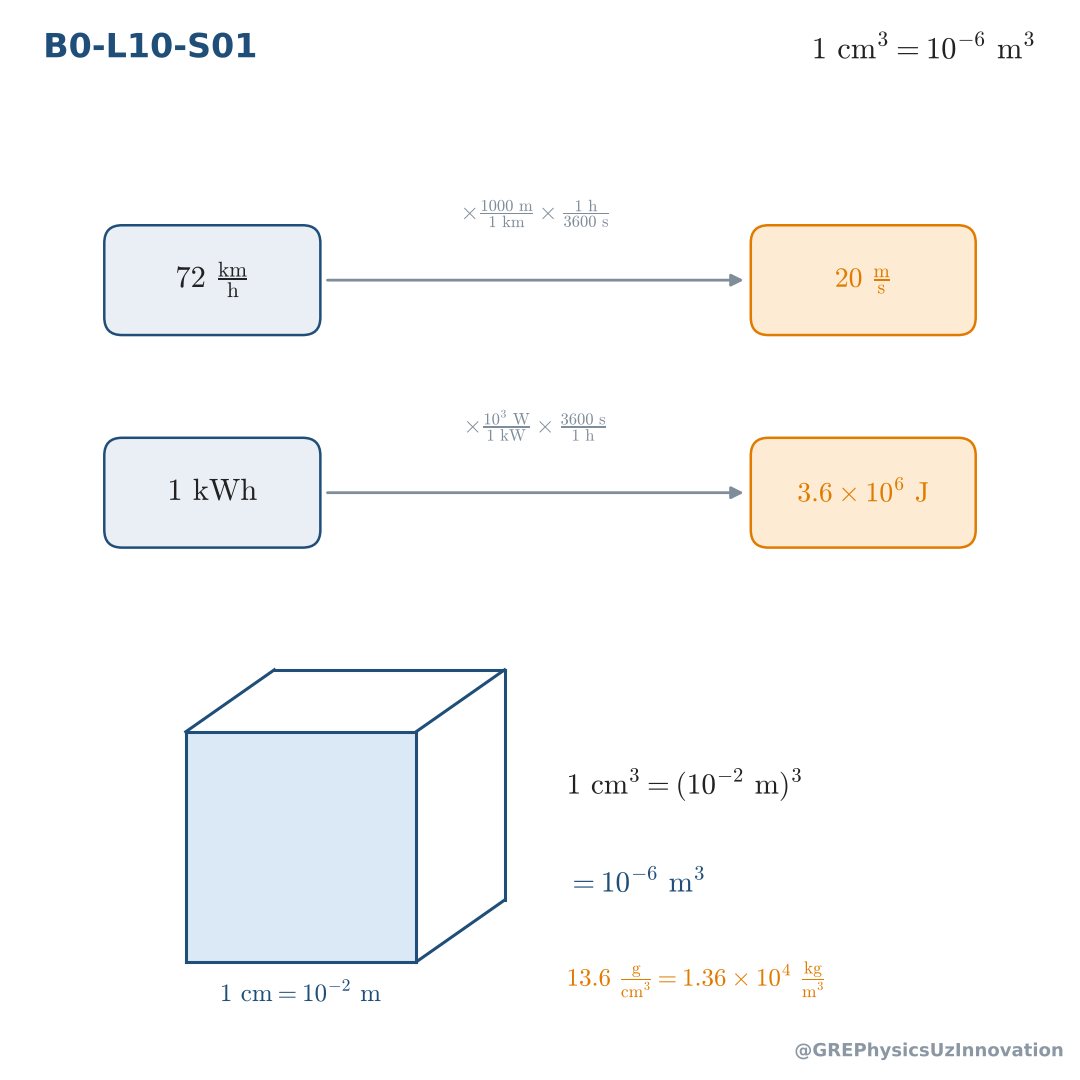 B0-L10-S01
1 cm³ = 10⁻⁶ m³
× 1000 m / 1 km × 1 h / 3600 s
72 km/h
20 m/s
× 10³ W / 1 kW × 3600 s / 1 h
1 kWh
3.6 × 10⁶ J
1 cm³ = (10⁻² m)³
= 10⁻⁶ m³
13.6 g/cm³ = 1.36 × 10⁴ kg/m³
1 cm = 10⁻² m
@GREPhysicsUzInnovation